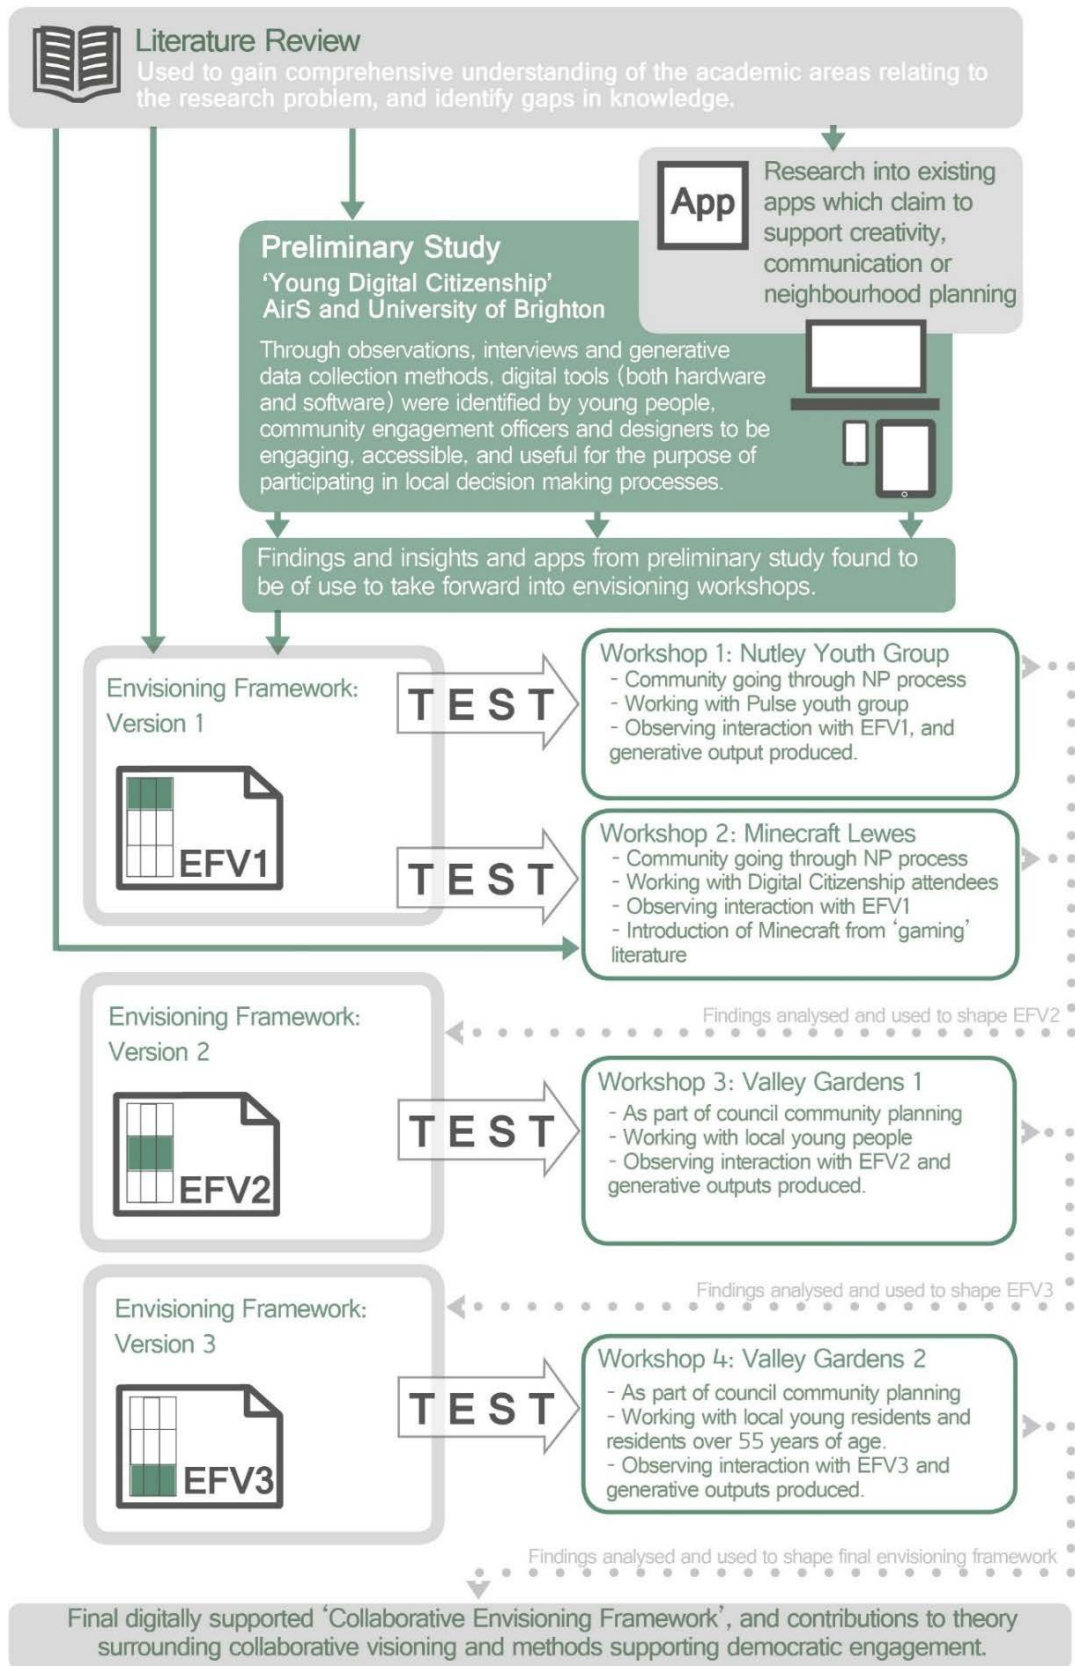 Literature Review
Used to gain comprehensive understanding of the academic areas relating to
the research problem, and identify gaps in knowledge.
App
Research into existing
apps which claim to
support creativity,
communication or
neighbourhood planning
Preliminary Study
‘Young Digital Citizenship’
AirS and University of Brighton
Through observations, interviews and generative
data collection methods, digital tools (both hardware
and software) were identified by young people,
community engagement officers and designers to be
engaging, accessible, and useful for the purpose of
participating in local decision making processes.
Findings and insights and apps from preliminary study found to
be of use to take forward into envisioning workshops.
Envisioning Framework:
Version 1
EFV1
TEST
Workshop 1: Nutley Youth Group
- Community going through NP process
- Working with Pulse youth group
- Observing interaction with EFV1, and
generative output produced.
TEST
Workshop 2: Minecraft Lewes
- Community going through NP process
- Working with Digital Citizenship attendees
- Observing interaction with EFV1
- Introduction of Minecraft from ‘gaming’
literature
Findings analysed and used to shape EFV2
Envisioning Framework:
Version 2
EFV2
TEST
Workshop 3: Valley Gardens 1
- As part of council community planning
- Working with local young people
- Observing interaction with EFV2 and
generative outputs produced.
Findings analysed and used to shape EFV3
Envisioning Framework:
Version 3
EFV3
TEST
Workshop 4: Valley Gardens 2
- As part of council community planning
- Working with local young residents and
residents over 55 years of age.
- Observing interaction with EFV3 and
generative outputs produced.
Findings analysed and used to shape final envisioning framework
Final digitally supported ‘Collaborative Envisioning Framework’, and contributions to theory
surrounding collaborative visioning and methods supporting democratic engagement.